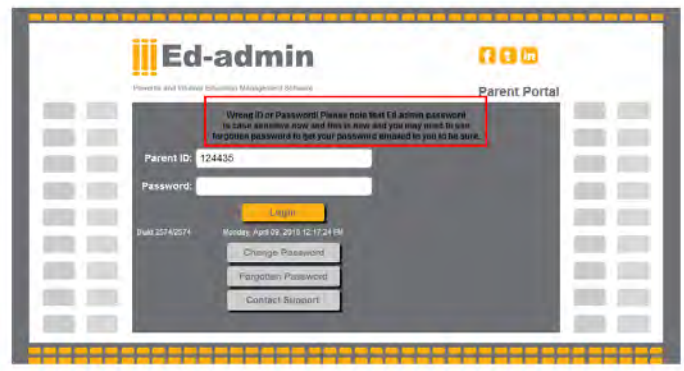 Ed-admin
Powerful and Intuitive Education Management Software
Parent Portal
Wrong ID or Password! Please note that Ed-admin password
is case sensitive now and this is new and you may need to use
forgotten password to get your password emailed to you to be sure.
Parent ID: 124435
Password:
Login
Build 2574/2574 Monday, April 09, 2018 12:17:24 PM
Change Password
Forgotten Password
Contact Support